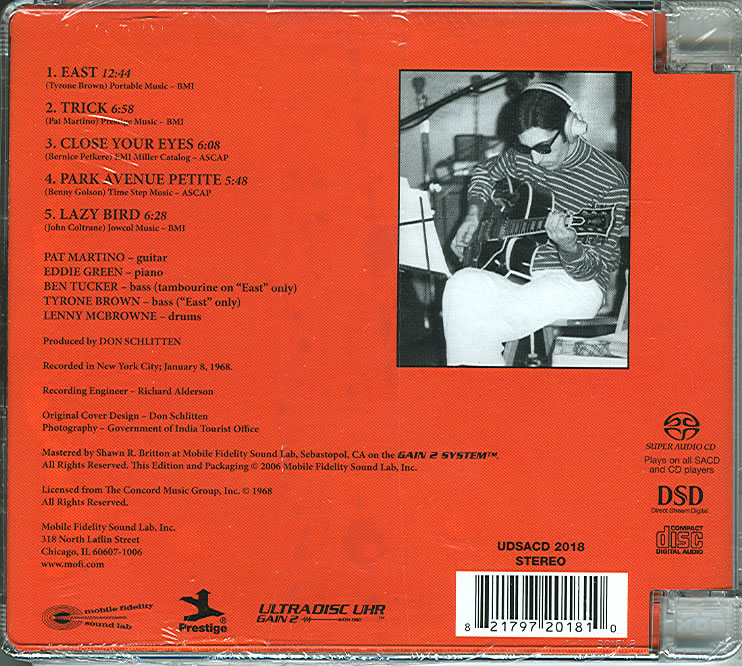 1. EAST 12:44
(Tyrone Brown) Portable Music – BMI
2. TRICK 6:58
(Pat Martino) Prestige Music – BMI
3. CLOSE YOUR EYES 6:08
(Bernice Petkere) EMI Miller Catalog – ASCAP
4. PARK AVENUE PETITE 5:48
(Benny Golson) Time Step Music – ASCAP
5. LAZY BIRD 6:28
(John Coltrane) Jowcol Music – BMI
PAT MARTINO – guitar
EDDIE GREEN – piano
BEN TUCKER – bass (tambourine on “East” only)
TYRONE BROWN – bass (“East” only)
LENNY MCBROWNE – drums
Produced by DON SCHLITTEN
Recorded in New York City; January 8, 1968.
Recording Engineer – Richard Alderson
Original Cover Design – Don Schlitten
Photography – Government of India Tourist Office
Mastered by Shawn R. Britton at Mobile Fidelity Sound Lab, Sebastopol, CA on the GAIN 2 SYSTEM™.
All Rights Reserved. This Edition and Packaging © 2006 Mobile Fidelity Sound Lab, Inc.
Licensed from The Concord Music Group, Inc. © 1968
All Rights Reserved.
Mobile Fidelity Sound Lab, Inc.
318 North Laflin Street
Chicago, IL 60607-1006
www.mofi.com
mobile fidelity
sound lab
Prestige®
ULTRADISC UHR™
GAIN 2
SUPER AUDIO CD
Plays on all SACD
and CD players
DSD
Direct Stream Digital
COMPACT
disc
DIGITAL AUDIO
UDSACD 2018
STEREO
8 21797 20181 0